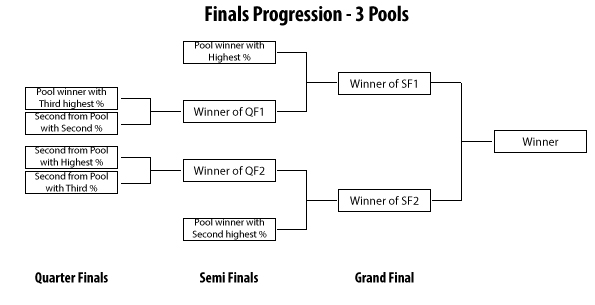 Finals Progression - 3 Pools
Pool winner with
Highest %
Pool winner with
Third highest %
Second from Pool
with Second %
Winner of QF1
Winner of SF1
Second from Pool
with Highest %
Second from Pool
with Third %
Winner of QF2
Winner of SF2
Pool winner with
Second highest %
Winner
Quarter Finals
Semi Finals
Grand Final